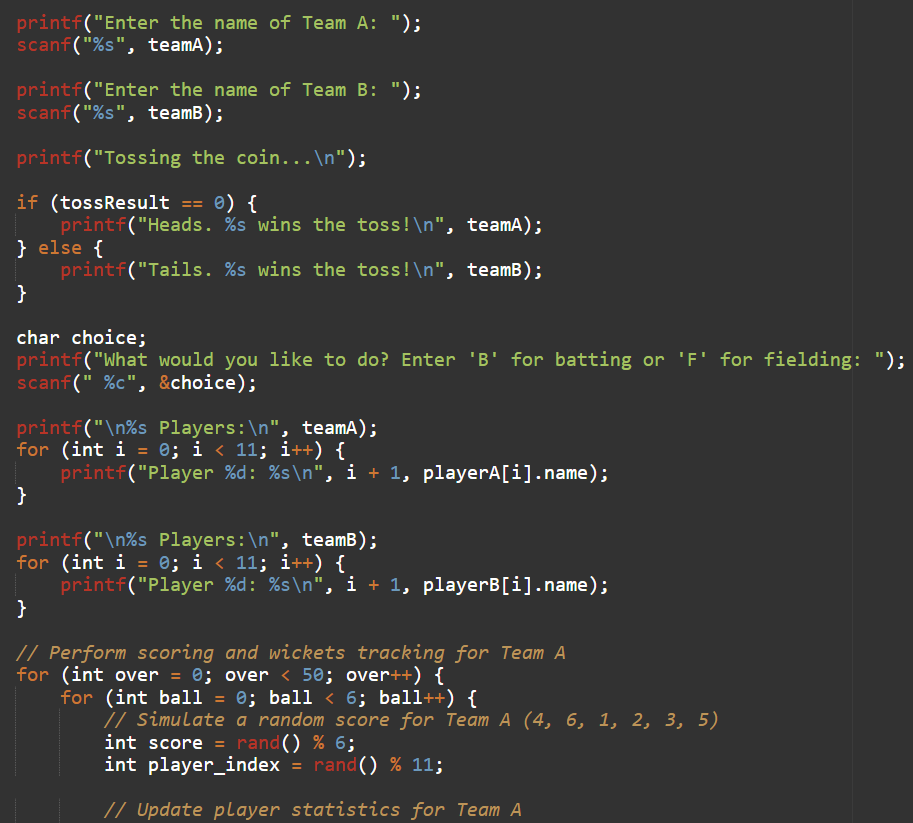 printf("Enter the name of Team A: ");
scanf("%s", teamA);
printf("Enter the name of Team B: ");
scanf("%s", teamB);
printf("Tossing the coin...\n");
if (tossResult == 0) {
    printf("Heads. %s wins the toss!\n", teamA);
} else {
    printf("Tails. %s wins the toss!\n", teamB);
}
char choice;
printf("What would you like to do? Enter 'B' for batting or 'F' for fielding: ");
scanf(" %c", &choice);
printf("\n%s Players:\n", teamA);
for (int i = 0; i < 11; i++) {
    printf("Player %d: %s\n", i + 1, playerA[i].name);
}
printf("\n%s Players:\n", teamB);
for (int i = 0; i < 11; i++) {
    printf("Player %d: %s\n", i + 1, playerB[i].name);
}
// Perform scoring and wickets tracking for Team A
for (int over = 0; over < 50; over++) {
    for (int ball = 0; ball < 6; ball++) {
        // Simulate a random score for Team A (4, 6, 1, 2, 3, 5)
        int score = rand() % 6;
        int player_index = rand() % 11;
        // Update player statistics for Team A